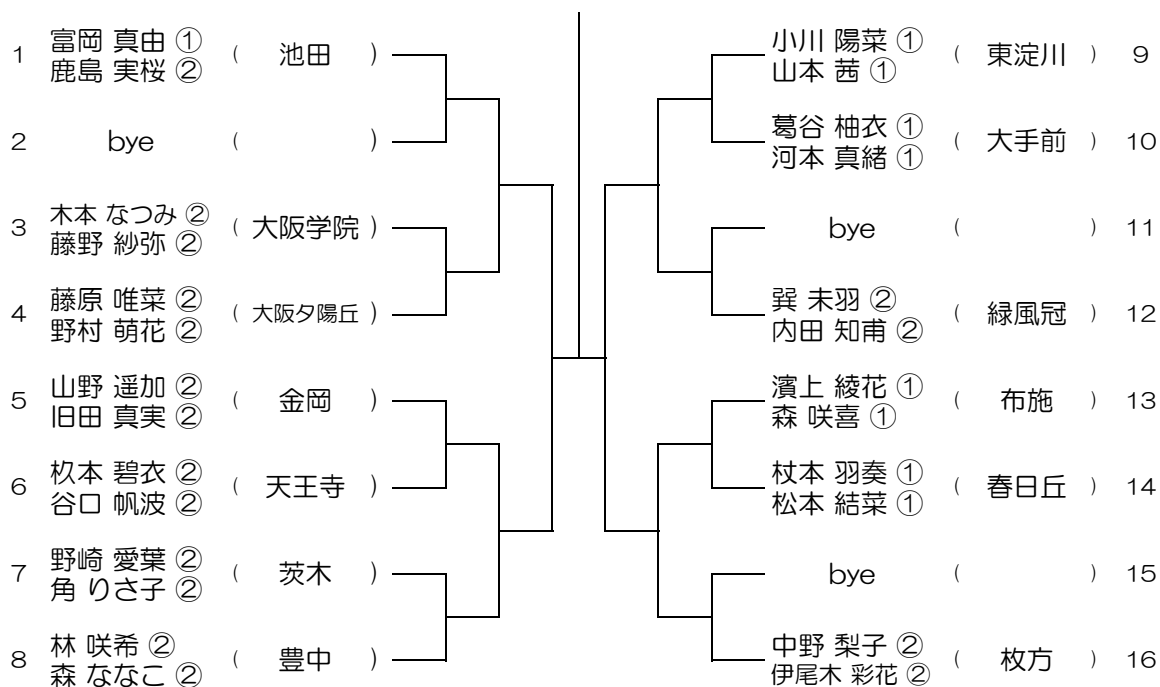 1 富岡 真由 ① ( 池田 )
鹿島 実桜 ②
2 bye ( )
3 木本 なつみ ② ( 大阪学院 )
藤野 紗弥 ②
4 藤原 唯菜 ② ( 大阪夕陽丘 )
野村 萌花 ②
5 山野 遥加 ② ( 金岡 )
旧田 真実 ②
6 杁本 碧衣 ② ( 天王寺 )
谷口 帆波 ②
7 野崎 愛葉 ② ( 茨木 )
角 りさ子 ②
8 林 咲希 ② ( 豊中 )
森 ななこ ②
小川 陽菜 ① ( 東淀川 ) 9
山本 茜 ①
葛谷 柚衣 ① ( 大手前 ) 10
河本 真緒 ①
bye ( ) 11
巽 未羽 ② ( 緑風冠 ) 12
内田 知甫 ②
濱上 綾花 ① ( 布施 ) 13
森 咲喜 ①
杖本 羽奏 ① ( 春日丘 ) 14
松本 結菜 ①
bye ( ) 15
中野 梨子 ② ( 枚方 ) 16
伊尾木 彩花 ②